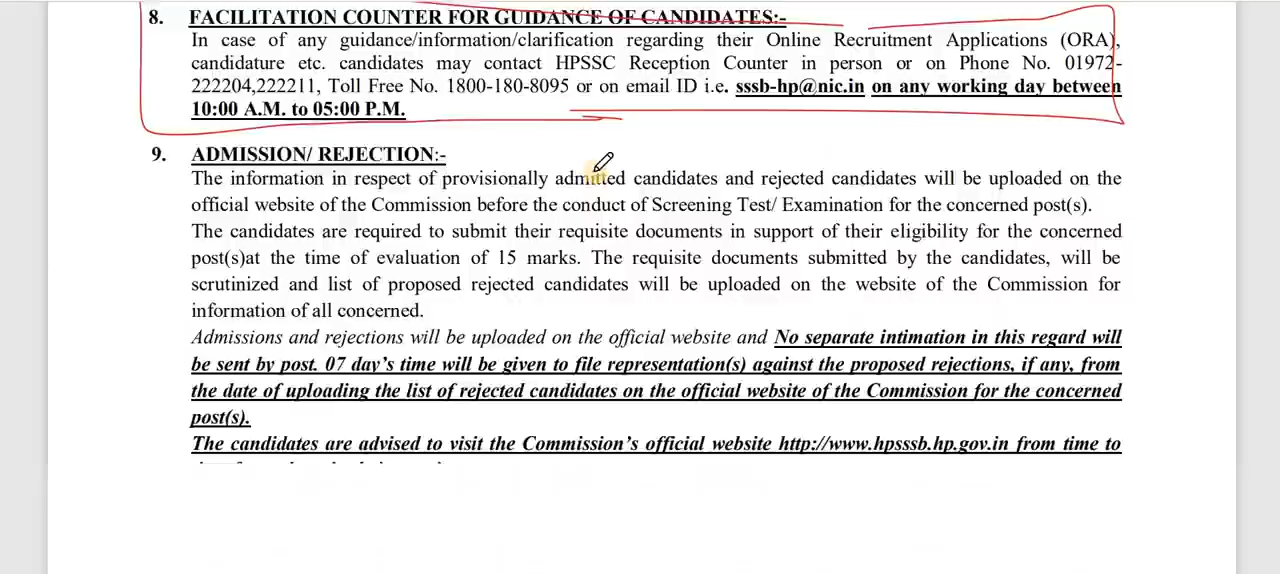 8. FACILITATION COUNTER FOR GUIDANCE OF CANDIDATES:-
In case of any guidance/information/clarification regarding their Online Recruitment Applications (ORA),
candidature etc. candidates may contact HPSSC Reception Counter in person or on Phone No. 01972-
222204,222211, Toll Free No. 1800-180-8095 or on email ID i.e. sssb-hp@nic.in on any working day between
10:00 A.M. to 05:00 P.M.
9. ADMISSION/ REJECTION:-
The information in respect of provisionally admitted candidates and rejected candidates will be uploaded on the
official website of the Commission before the conduct of Screening Test/ Examination for the concerned post(s).
The candidates are required to submit their requisite documents in support of their eligibility for the concerned
post(s)at the time of evaluation of 15 marks. The requisite documents submitted by the candidates, will be
scrutinized and list of proposed rejected candidates will be uploaded on the website of the Commission for
information of all concerned.
Admissions and rejections will be uploaded on the official website and No separate intimation in this regard will
be sent by post. 07 day's time will be given to file representation(s) against the proposed rejections, if any, from
the date of uploading the list of rejected candidates on the official website of the Commission for the concerned
post(s).
The candidates are advised to visit the Commission's official website http://www.hpsssb.hp.gov.in from time to